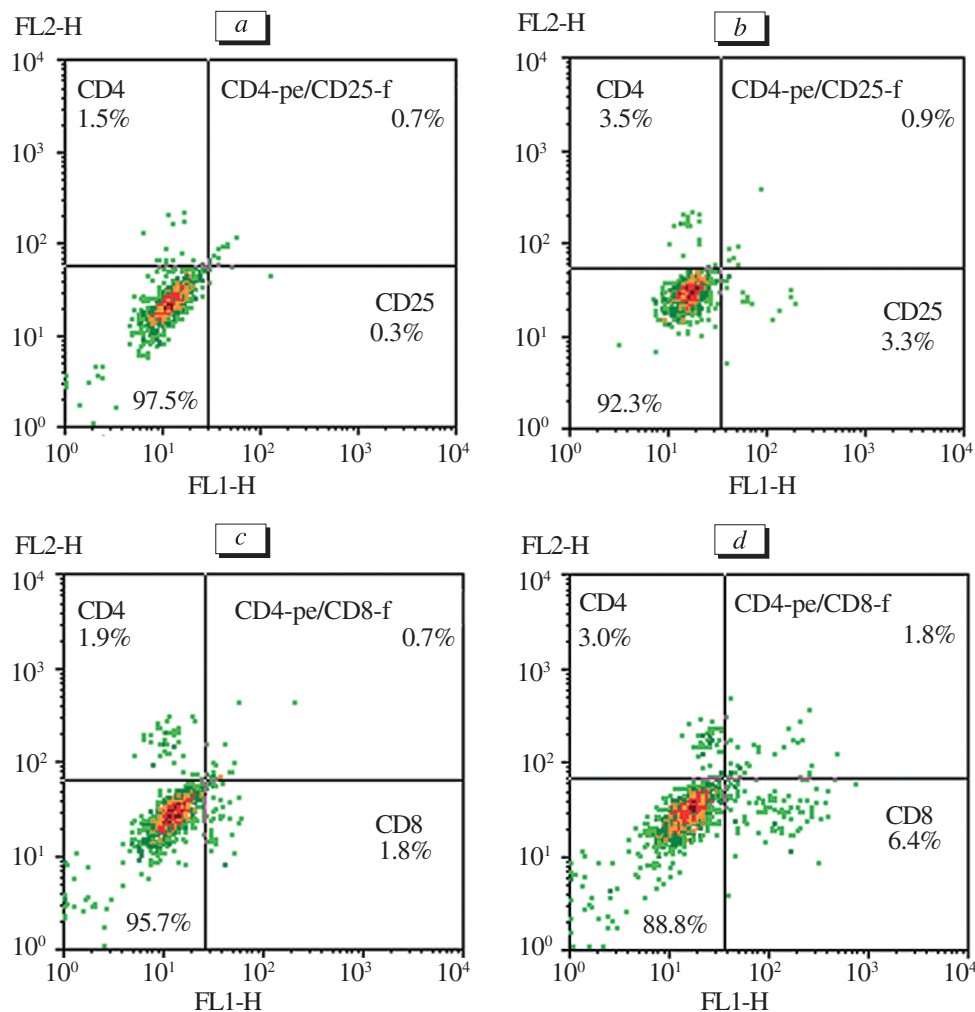 a
FL2-H
CD4
1.5%
CD4-pe/CD25-f
0.7%
CD25
0.3%
97.5%
10⁴
10³
10²
10¹
10⁰
10⁰ 10¹ 10² 10³ 10⁴
FL1-H
b
FL2-H
CD4
3.5%
CD4-pe/CD25-f
0.9%
CD25
3.3%
92.3%
10⁴
10³
10²
10¹
10⁰
10⁰ 10¹ 10² 10³ 10⁴
FL1-H
c
FL2-H
CD4
1.9%
CD4-pe/CD8-f
0.7%
CD8
1.8%
95.7%
10⁴
10³
10²
10¹
10⁰
10⁰ 10¹ 10² 10³ 10⁴
FL1-H
d
FL2-H
CD4
3.0%
CD4-pe/CD8-f
1.8%
CD8
6.4%
88.8%
10⁴
10³
10²
10¹
10⁰
10⁰ 10¹ 10² 10³ 10⁴
FL1-H